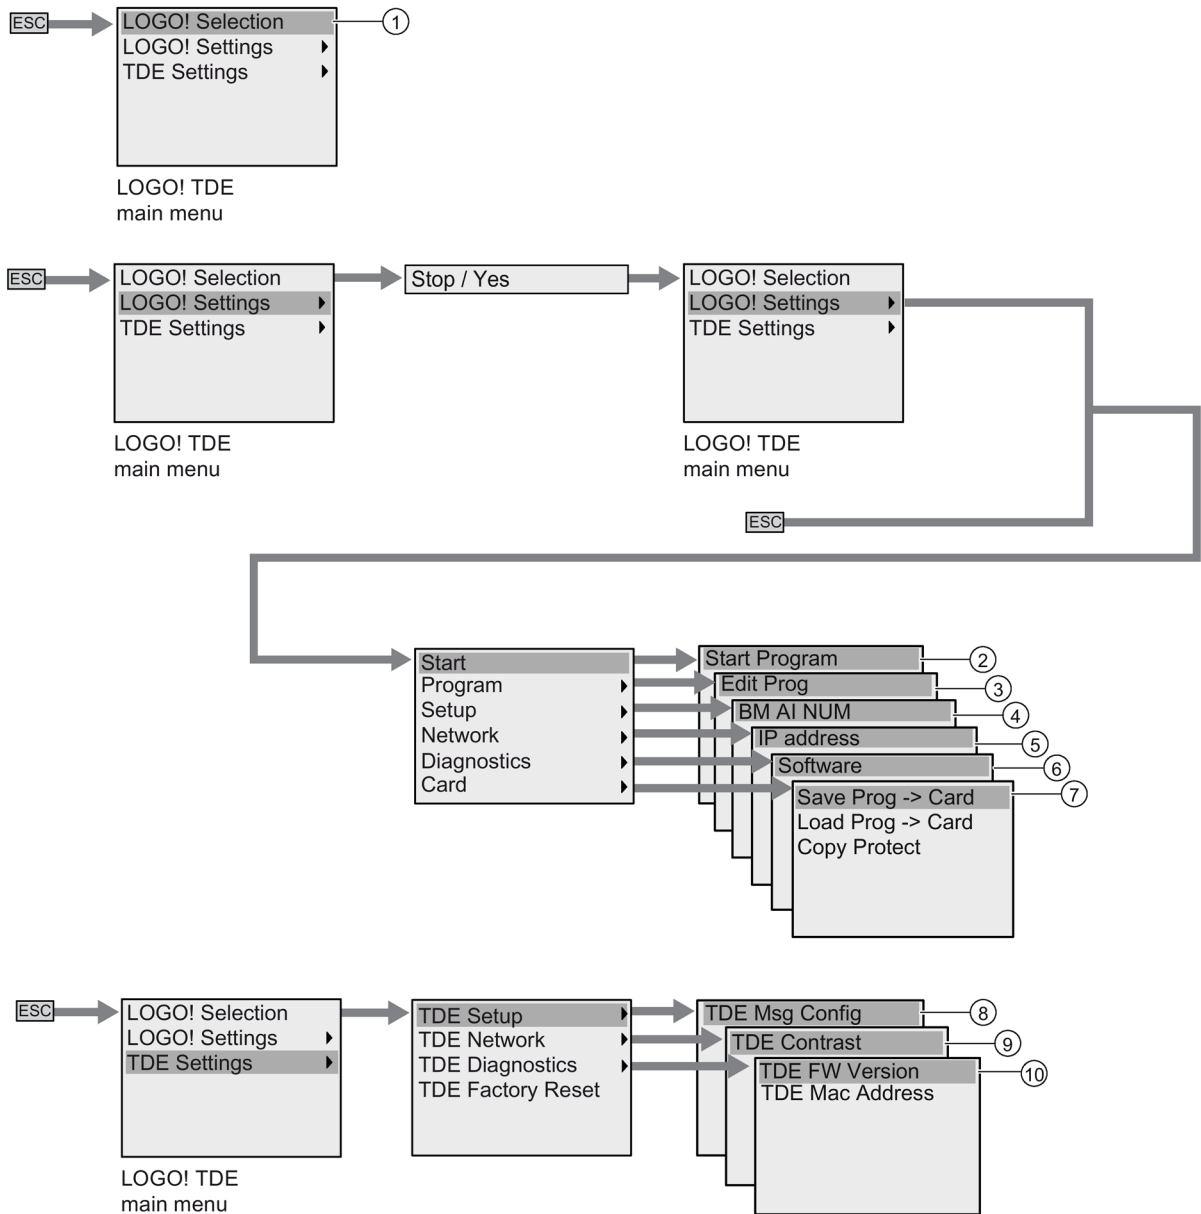 ESC
LOGO! Selection
1
LOGO! Settings
TDE Settings
LOGO! TDE
main menu
ESC
LOGO! Selection
LOGO! Settings
TDE Settings
LOGO! TDE
main menu
Stop / Yes
LOGO! Selection
LOGO! Settings
TDE Settings
LOGO! TDE
main menu
ESC
Start
Program
Setup
Network
Diagnostics
Card
Start Program
2
Edit Prog
3
BM AI NUM
4
IP address
5
Software
6
Save Prog -> Card
7
Load Prog -> Card
Copy Protect
ESC
LOGO! Selection
LOGO! Settings
TDE Settings
LOGO! TDE
main menu
TDE Setup
TDE Network
TDE Diagnostics
TDE Factory Reset
TDE Msg Config
8
TDE Contrast
9
TDE FW Version
10
TDE Mac Address